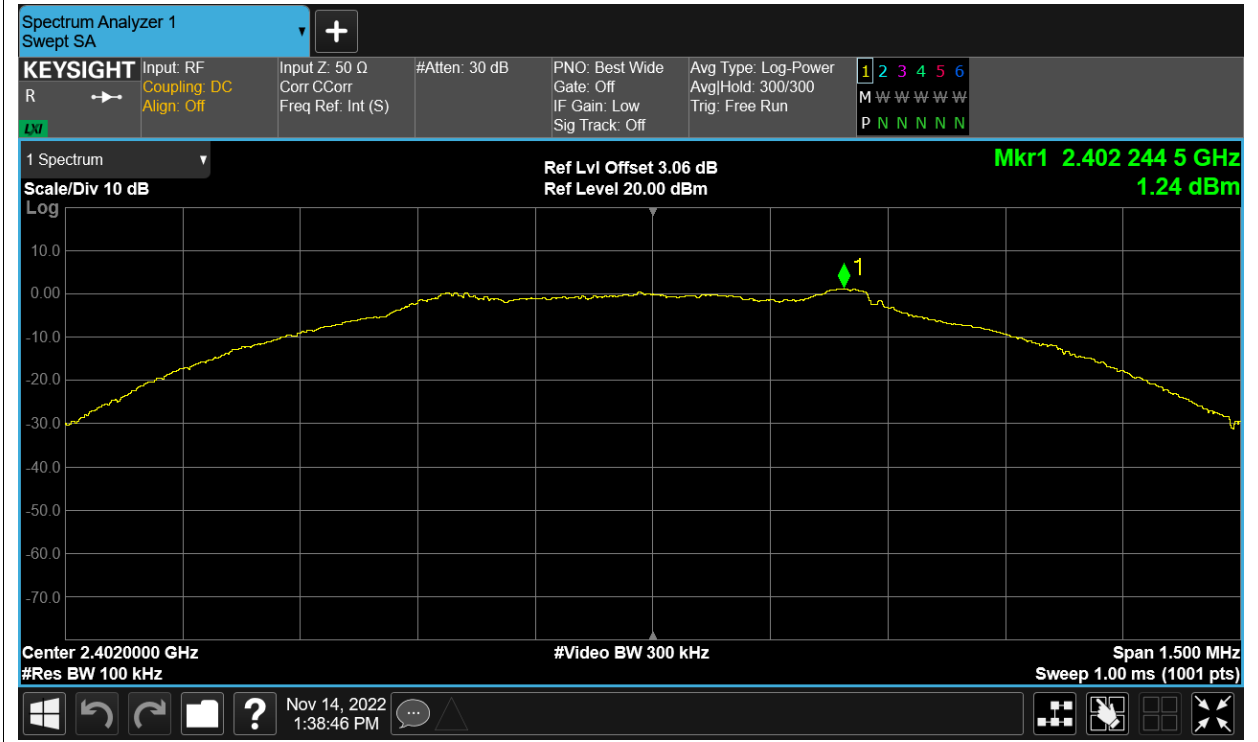 Spectrum Analyzer 1
Swept SA
KEYSIGHT
R
LXI
Input: RF
Coupling: DC
Align: Off
Input Z: 50 Ω
Corr CCorr
Freq Ref: Int (S)
#Atten: 30 dB
PNO: Best Wide
Gate: Off
IF Gain: Low
Sig Track: Off
Avg Type: Log-Power
Avg|Hold: 300/300
Trig: Free Run
1 2 3 4 5 6
M W W W W W
P N N N N N
1 Spectrum
Scale/Div 10 dB
Log
Ref Lvl Offset 3.06 dB
Ref Level 20.00 dBm
Mkr1 2.402 244 5 GHz
1.24 dBm
1
10.0
0.00
-10.0
-20.0
-30.0
-40.0
-50.0
-60.0
-70.0
Center 2.4020000 GHz
#Res BW 100 kHz
#Video BW 300 kHz
Span 1.500 MHz
Sweep 1.00 ms (1001 pts)
?
Nov 14, 2022
1:38:46 PM